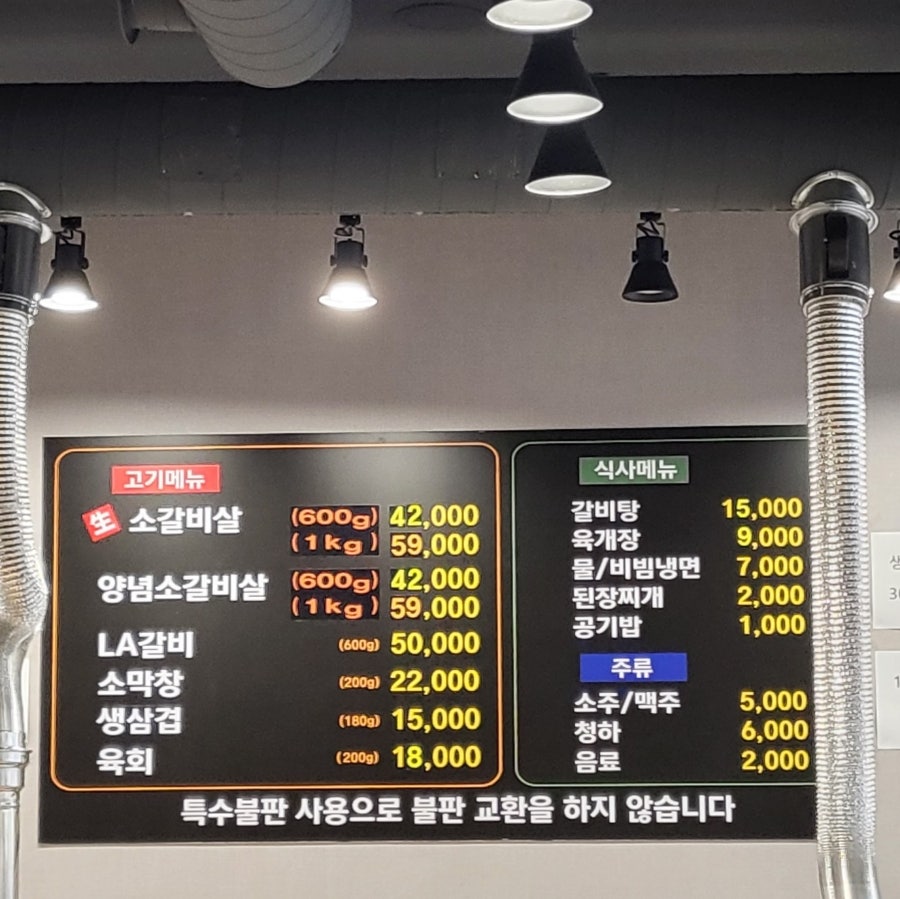 고기메뉴
生 소갈비살 (600g) 42,000
(1kg) 59,000
양념소갈비살 (600g) 42,000
(1kg) 59,000
LA갈비 (600g) 50,000
소막창 (200g) 22,000
생삼겹 (180g) 15,000
육회 (200g) 18,000
식사메뉴
갈비탕 15,000
육개장 9,000
물/비빔냉면 7,000
된장찌개 2,000
공기밥 1,000
주류
소주/맥주 5,000
청하 6,000
음료 2,000
특수불판 사용으로 불판 교환을 하지 않습니다